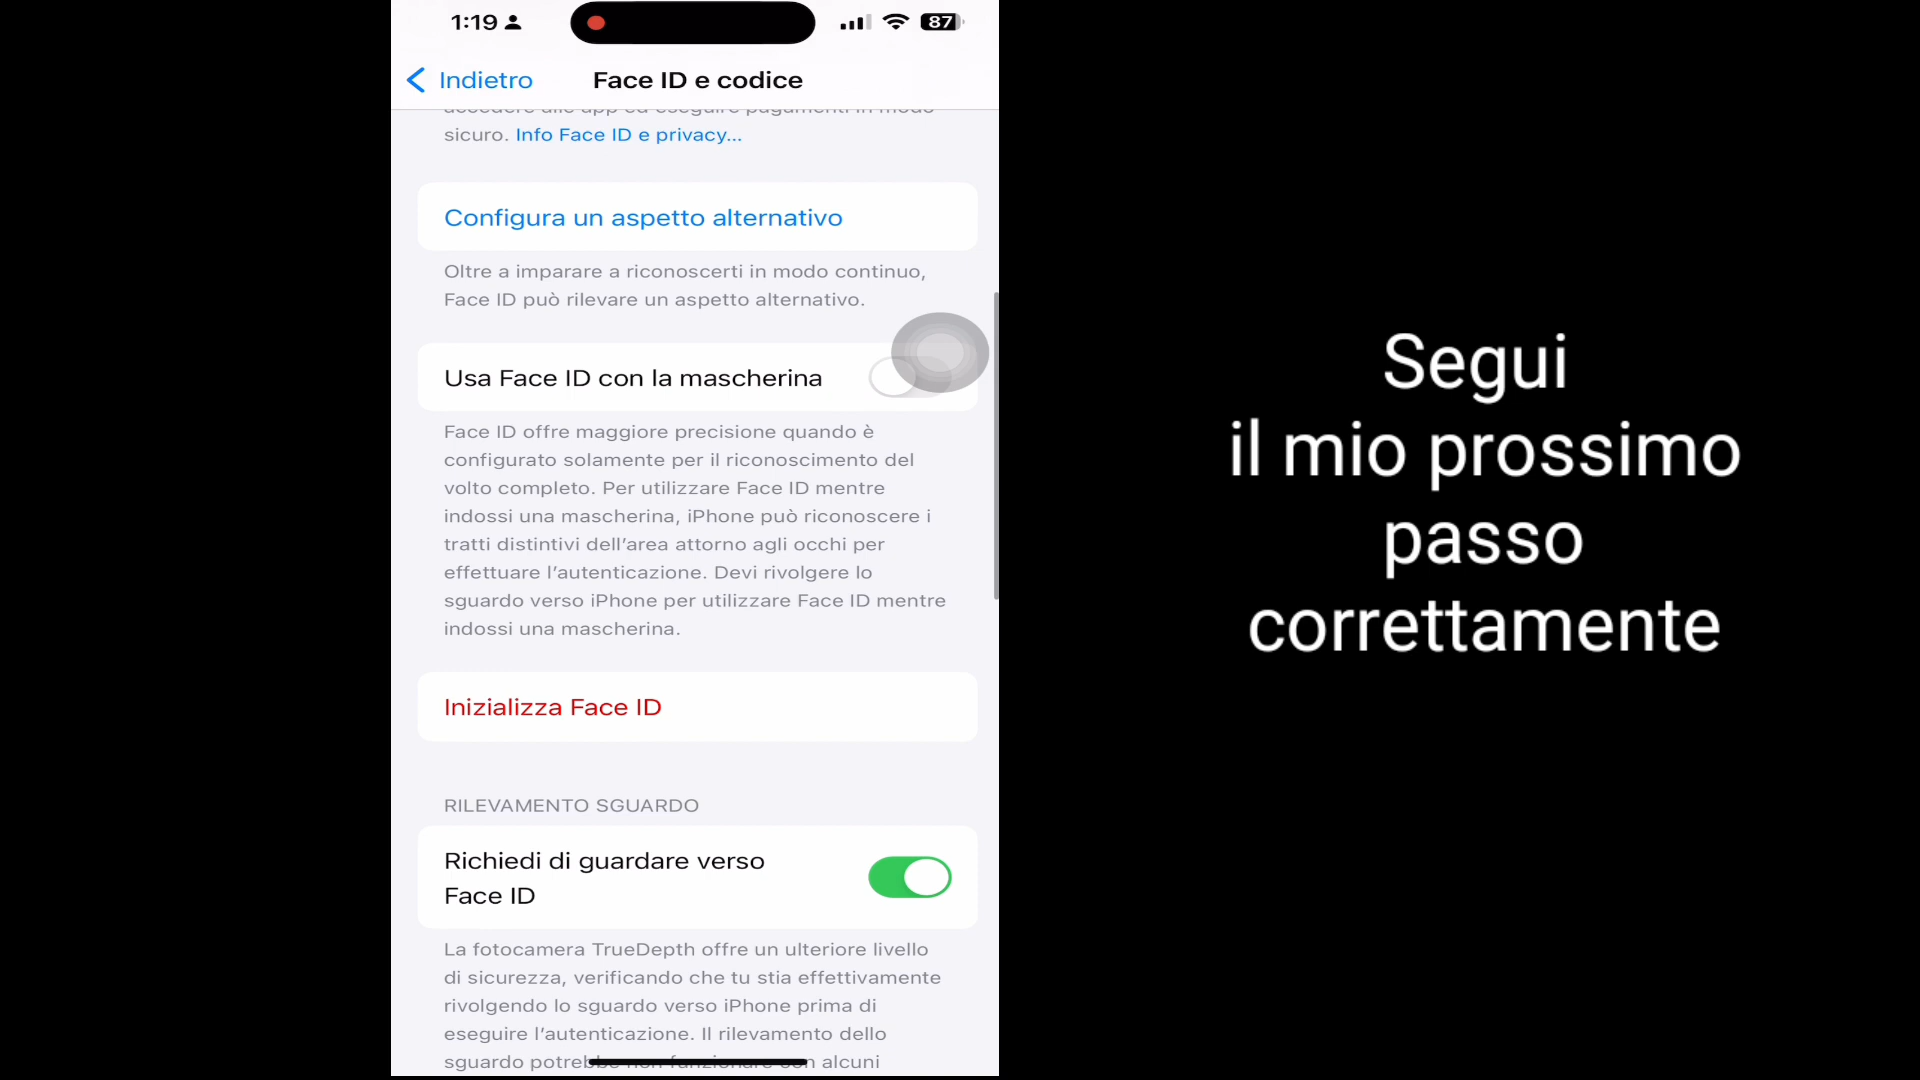 1:19
87
Indietro
Face ID e codice
sicuro. Info Face ID e privacy...
Configura un aspetto alternativo
Oltre a imparare a riconoscerti in modo continuo,
Face ID può rilevare un aspetto alternativo.
Usa Face ID con la mascherina
Face ID offre maggiore precisione quando è
configurato solamente per il riconoscimento del
volto completo. Per utilizzare Face ID mentre
indossi una mascherina, iPhone può riconoscere i
tratti distintivi dell’area attorno agli occhi per
effettuare l’autenticazione. Devi rivolgere lo
sguardo verso iPhone per utilizzare Face ID mentre
indossi una mascherina.
Inizializza Face ID
RILEVAMENTO SGUARDO
Richiedi di guardare verso
Face ID
La fotocamera TrueDepth offre un ulteriore livello
di sicurezza, verificando che tu stia effettivamente
rivolgendo lo sguardo verso iPhone prima di
eseguire l’autenticazione. Il rilevamento dello
sguardo alcuni
Segui
il mio prossimo
passo
correttamente